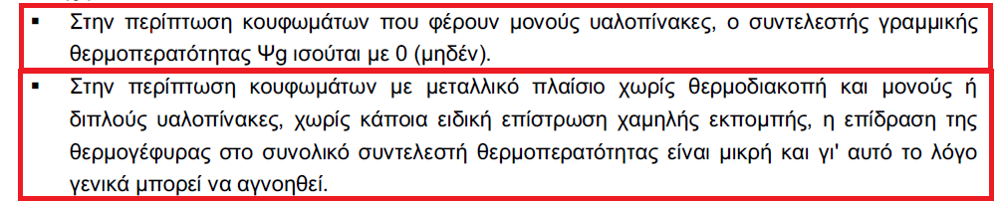 ▪ Στην περίπτωση κουφωμάτων που φέρουν μονούς υαλοπίνακες, ο συντελεστής γραμμικής
θερμοπερατότητας Ψg ισούται με 0 (μηδέν).
▪ Στην περίπτωση κουφωμάτων με μεταλλικό πλαίσιο χωρίς θερμοδιακοπή και μονούς ή
διπλούς υαλοπίνακες, χωρίς κάποια ειδική επίστρωση χαμηλής εκπομπής, η επίδραση της
θερμογέφυρας στο συνολικό συντελεστή θερμοπερατότητας είναι μικρή και γι' αυτό το λόγο
γενικά μπορεί να αγνοηθεί.